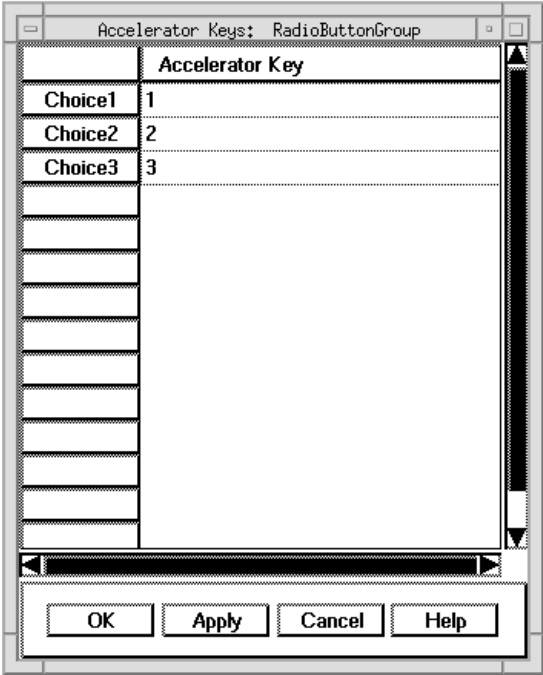 Accelerator Keys: RadioButtonGroup
Accelerator Key
Choice1 1
Choice2 2
Choice3 3
OK Apply Cancel Help